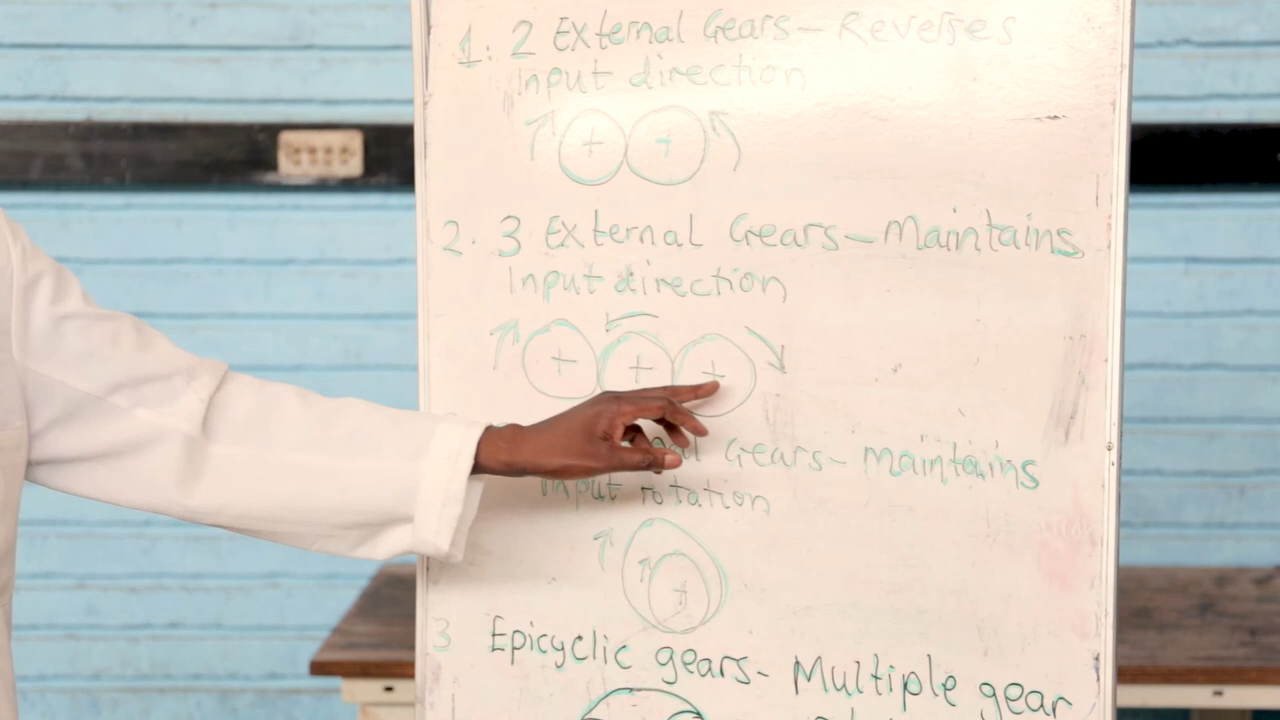 1. 2 External Gears - Reverses
Input direction
2. 3 External Gears - Maintains
Input direction
Gears - maintains
Input rotation
3 Epicyclic gears - Multiple gear